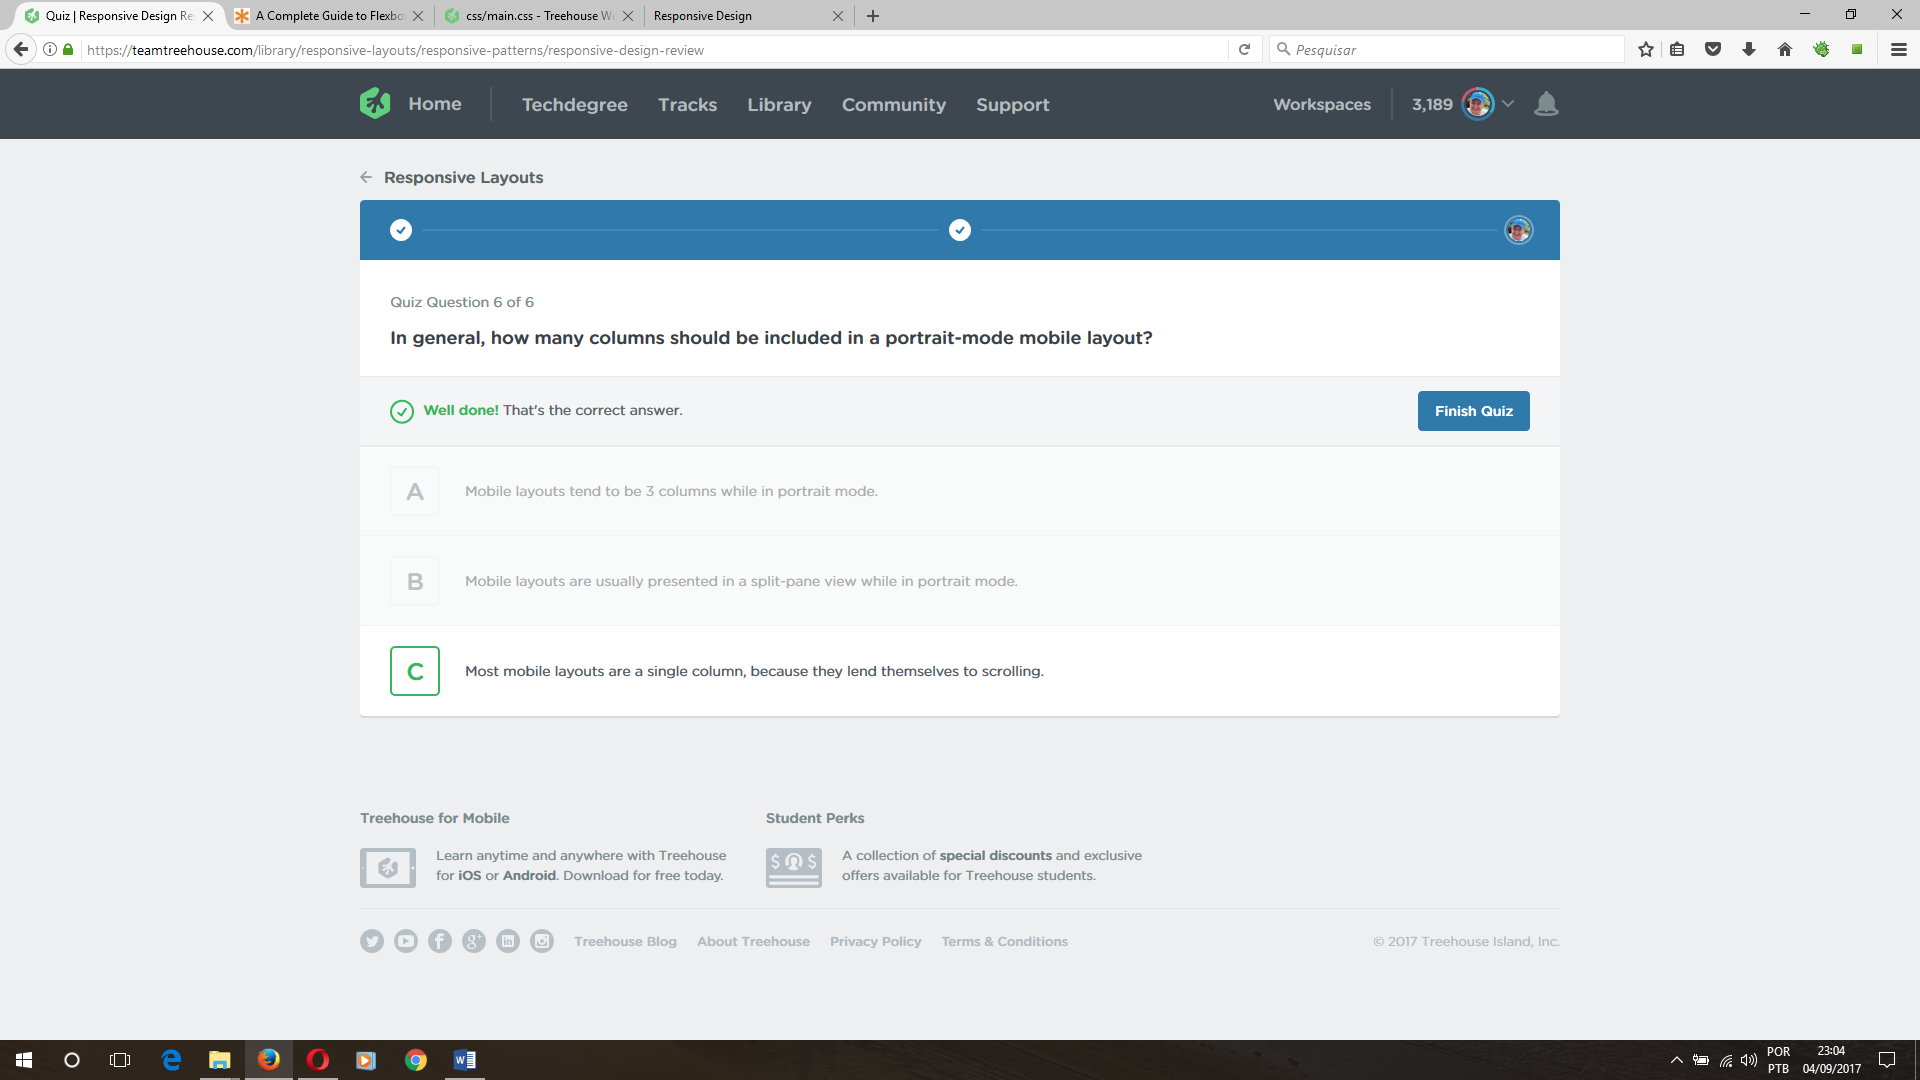 Quiz | Responsive Design Re
A Complete Guide to Flexbo
css/main.css - Treehouse Wo
Responsive Design
https://teamtreehouse.com/library/responsive-layouts/responsive-patterns/responsive-design-review
Pesquisar
Home
Techdegree
Tracks
Library
Community
Support
Workspaces
3,189
Responsive Layouts
Quiz Question 6 of 6
In general, how many columns should be included in a portrait-mode mobile layout?
Well done! That's the correct answer.
Finish Quiz
A
Mobile layouts tend to be 3 columns while in portrait mode.
B
Mobile layouts are usually presented in a split-pane view while in portrait mode.
C
Most mobile layouts are a single column, because they lend themselves to scrolling.
Treehouse for Mobile
Learn anytime and anywhere with Treehouse
for iOS or Android. Download for free today.
Student Perks
A collection of special discounts and exclusive
offers available for Treehouse students.
Treehouse Blog
About Treehouse
Privacy Policy
Terms & Conditions
© 2017 Treehouse Island, Inc.
POR
PTB
23:04
04/09/2017